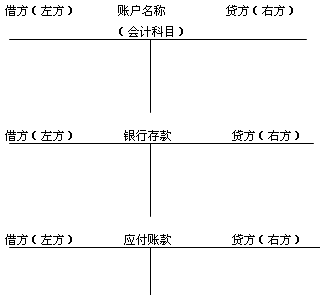 借方（左方） 账户名称 贷方（右方）
（会计科目）
借方（左方） 银行存款 贷方（右方）
借方（左方） 应付账款 贷方（右方）